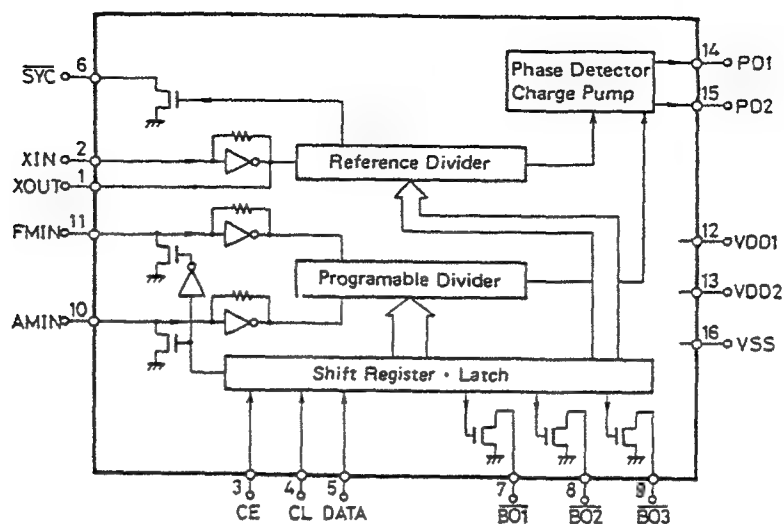 6
SYC
XIN
2
XOUT
1
FMIN
11
AMIN
10
Phase Detector
Charge Pump
14
PD1
15
PD2
Reference Divider
12
VDD1
Programable Divider
13
VDD2
16
VSS
Shift Register • Latch
3
CE
4
CL
5
DATA
7
BO1
8
BO2
9
BO3